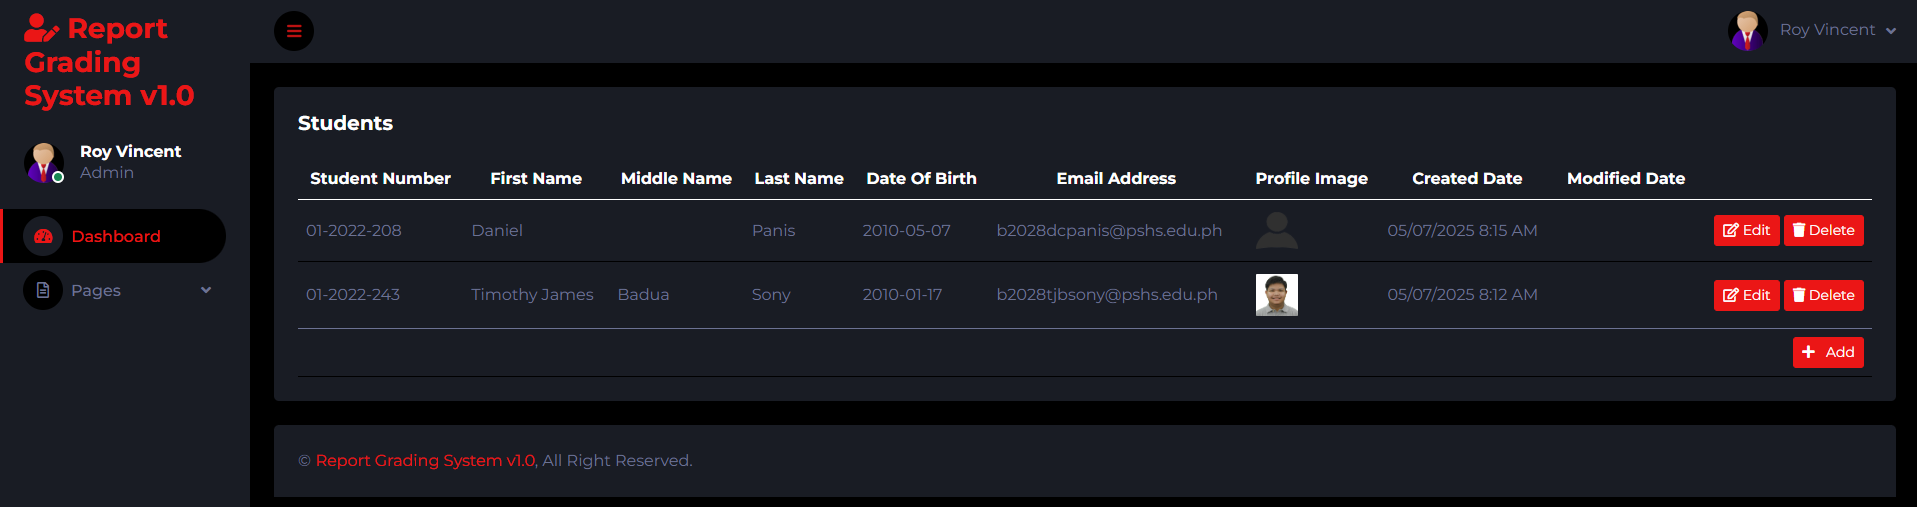 Report
Grading
System v1.0
Roy Vincent
Admin
Dashboard
Pages
Roy Vincent
Students
Student Number First Name Middle Name Last Name Date Of Birth Email Address Profile Image Created Date Modified Date
01-2022-208 Daniel Panis 2010-05-07 b2028dcpanis@pshs.edu.ph 05/07/2025 8:15 AM Edit Delete
01-2022-243 Timothy James Badua Sony 2010-01-17 b2028tjbsony@pshs.edu.ph 05/07/2025 8:12 AM Edit Delete
Add
© Report Grading System v1.0, All Right Reserved.